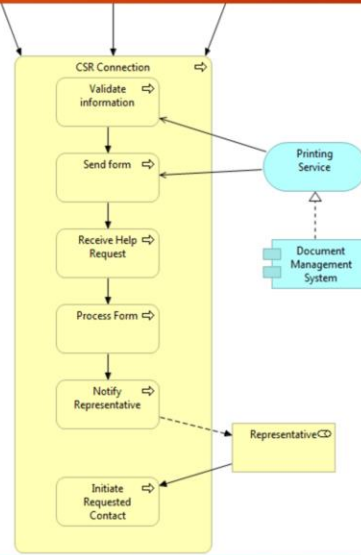 CSR Connection
Validate
information
Send form
Printing
Service
Receive Help
Request
Document
Management
System
Process Form
Notify
Representative
Representative
Initiate
Requested
Contact